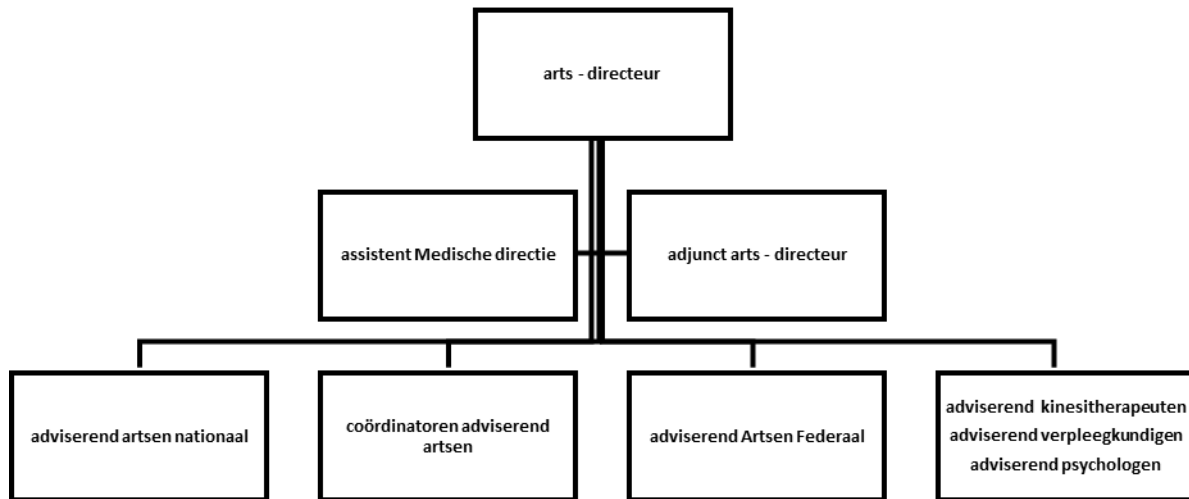 arts - directeur
assistent Medische directie
adjunct arts - directeur
adviserend artsen nationaal
coördinatoren adviserend
artsen
adviserend Artsen Federaal
adviserend kinesitherapeuten
adviserend verpleegkundigen
adviserend psychologen